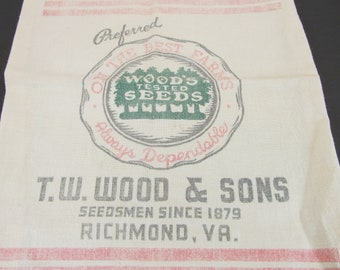 Preferred
· ON THE BEST FARMS ·
WOOD'S
TESTED
SEEDS
Always Dependable
T.W. WOOD & SONS
SEEDSMEN SINCE 1879
RICHMOND, VA.